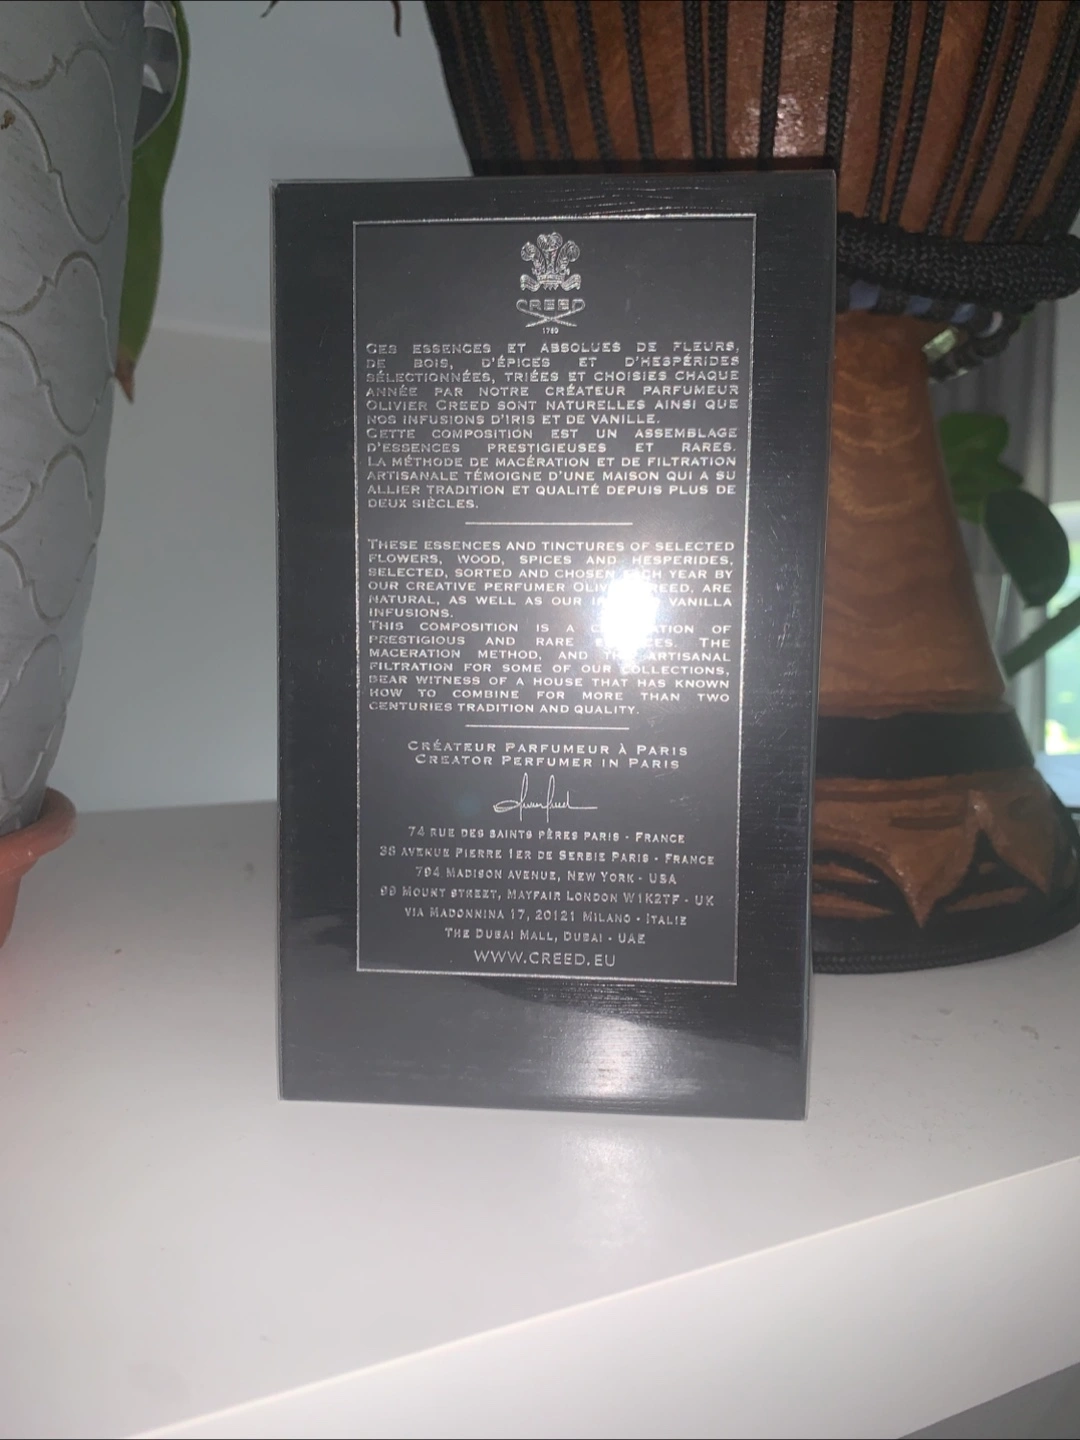 CREED
1760
CES ESSENCES ET ABSOLUES DE FLEURS,
DE BOIS, D'ÉPICES ET D'HESPÉRIDES
SÉLECTIONNÉES, TRIÉES ET CHOISIES CHAQUE
ANNÉE PAR NOTRE CRÉATEUR PARFUMEUR
OLIVIER CREED SONT NATURELLES AINSI QUE
NOS INFUSIONS D'IRIS ET DE VANILLE.
CETTE COMPOSITION EST UN ASSEMBLAGE
D'ESSENCES PRESTIGIEUSES ET RARES.
LA MÉTHODE DE MACÉRATION ET DE FILTRATION
ARTISANALE TÉMOIGNE D'UNE MAISON QUI A SU
ALLIER TRADITION ET QUALITÉ DEPUIS PLUS DE
DEUX SIÈCLES.
THESE ESSENCES AND TINCTURES OF SELECTED
FLOWERS, WOOD, SPICES AND HESPERIDES,
SELECTED, SORTED AND CHOSEN YEAR BY
OUR CREATIVE PERFUMER OLIVIER CREED, ARE
NATURAL, AS WELL AS OUR VANILLA
INFUSIONS.
THIS COMPOSITION IS A OF
PRESTIGIOUS AND RARE THE
MACERATION METHOD, AND THE ARTISANAL
FILTRATION FOR SOME OF OUR COLLECTIONS,
BEAR WITNESS OF A HOUSE THAT HAS KNOWN
HOW TO COMBINE FOR MORE THAN TWO
CENTURIES TRADITION AND QUALITY.
CRÉATEUR PARFUMEUR À PARIS
CREATOR PERFUMER IN PARIS
74 RUE DES SAINTS PÈRES PARIS - FRANCE
38 AVENUE PIERRE 1ER DE SERBIE PARIS - FRANCE
794 MADISON AVENUE, NEW YORK - USA
99 MOUNT STREET, MAYFAIR LONDON W1K2TF - UK
VIA MADONNINA 17, 20121 MILANO - ITALIE
THE DUBAI MALL, DUBAI - UAE
WWW.CREED.EU